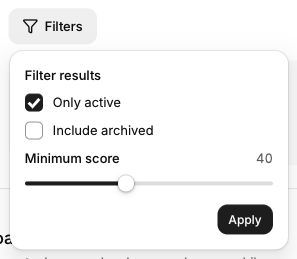 Filters
Filter results
Only active
Include archived
Minimum score 40
Apply